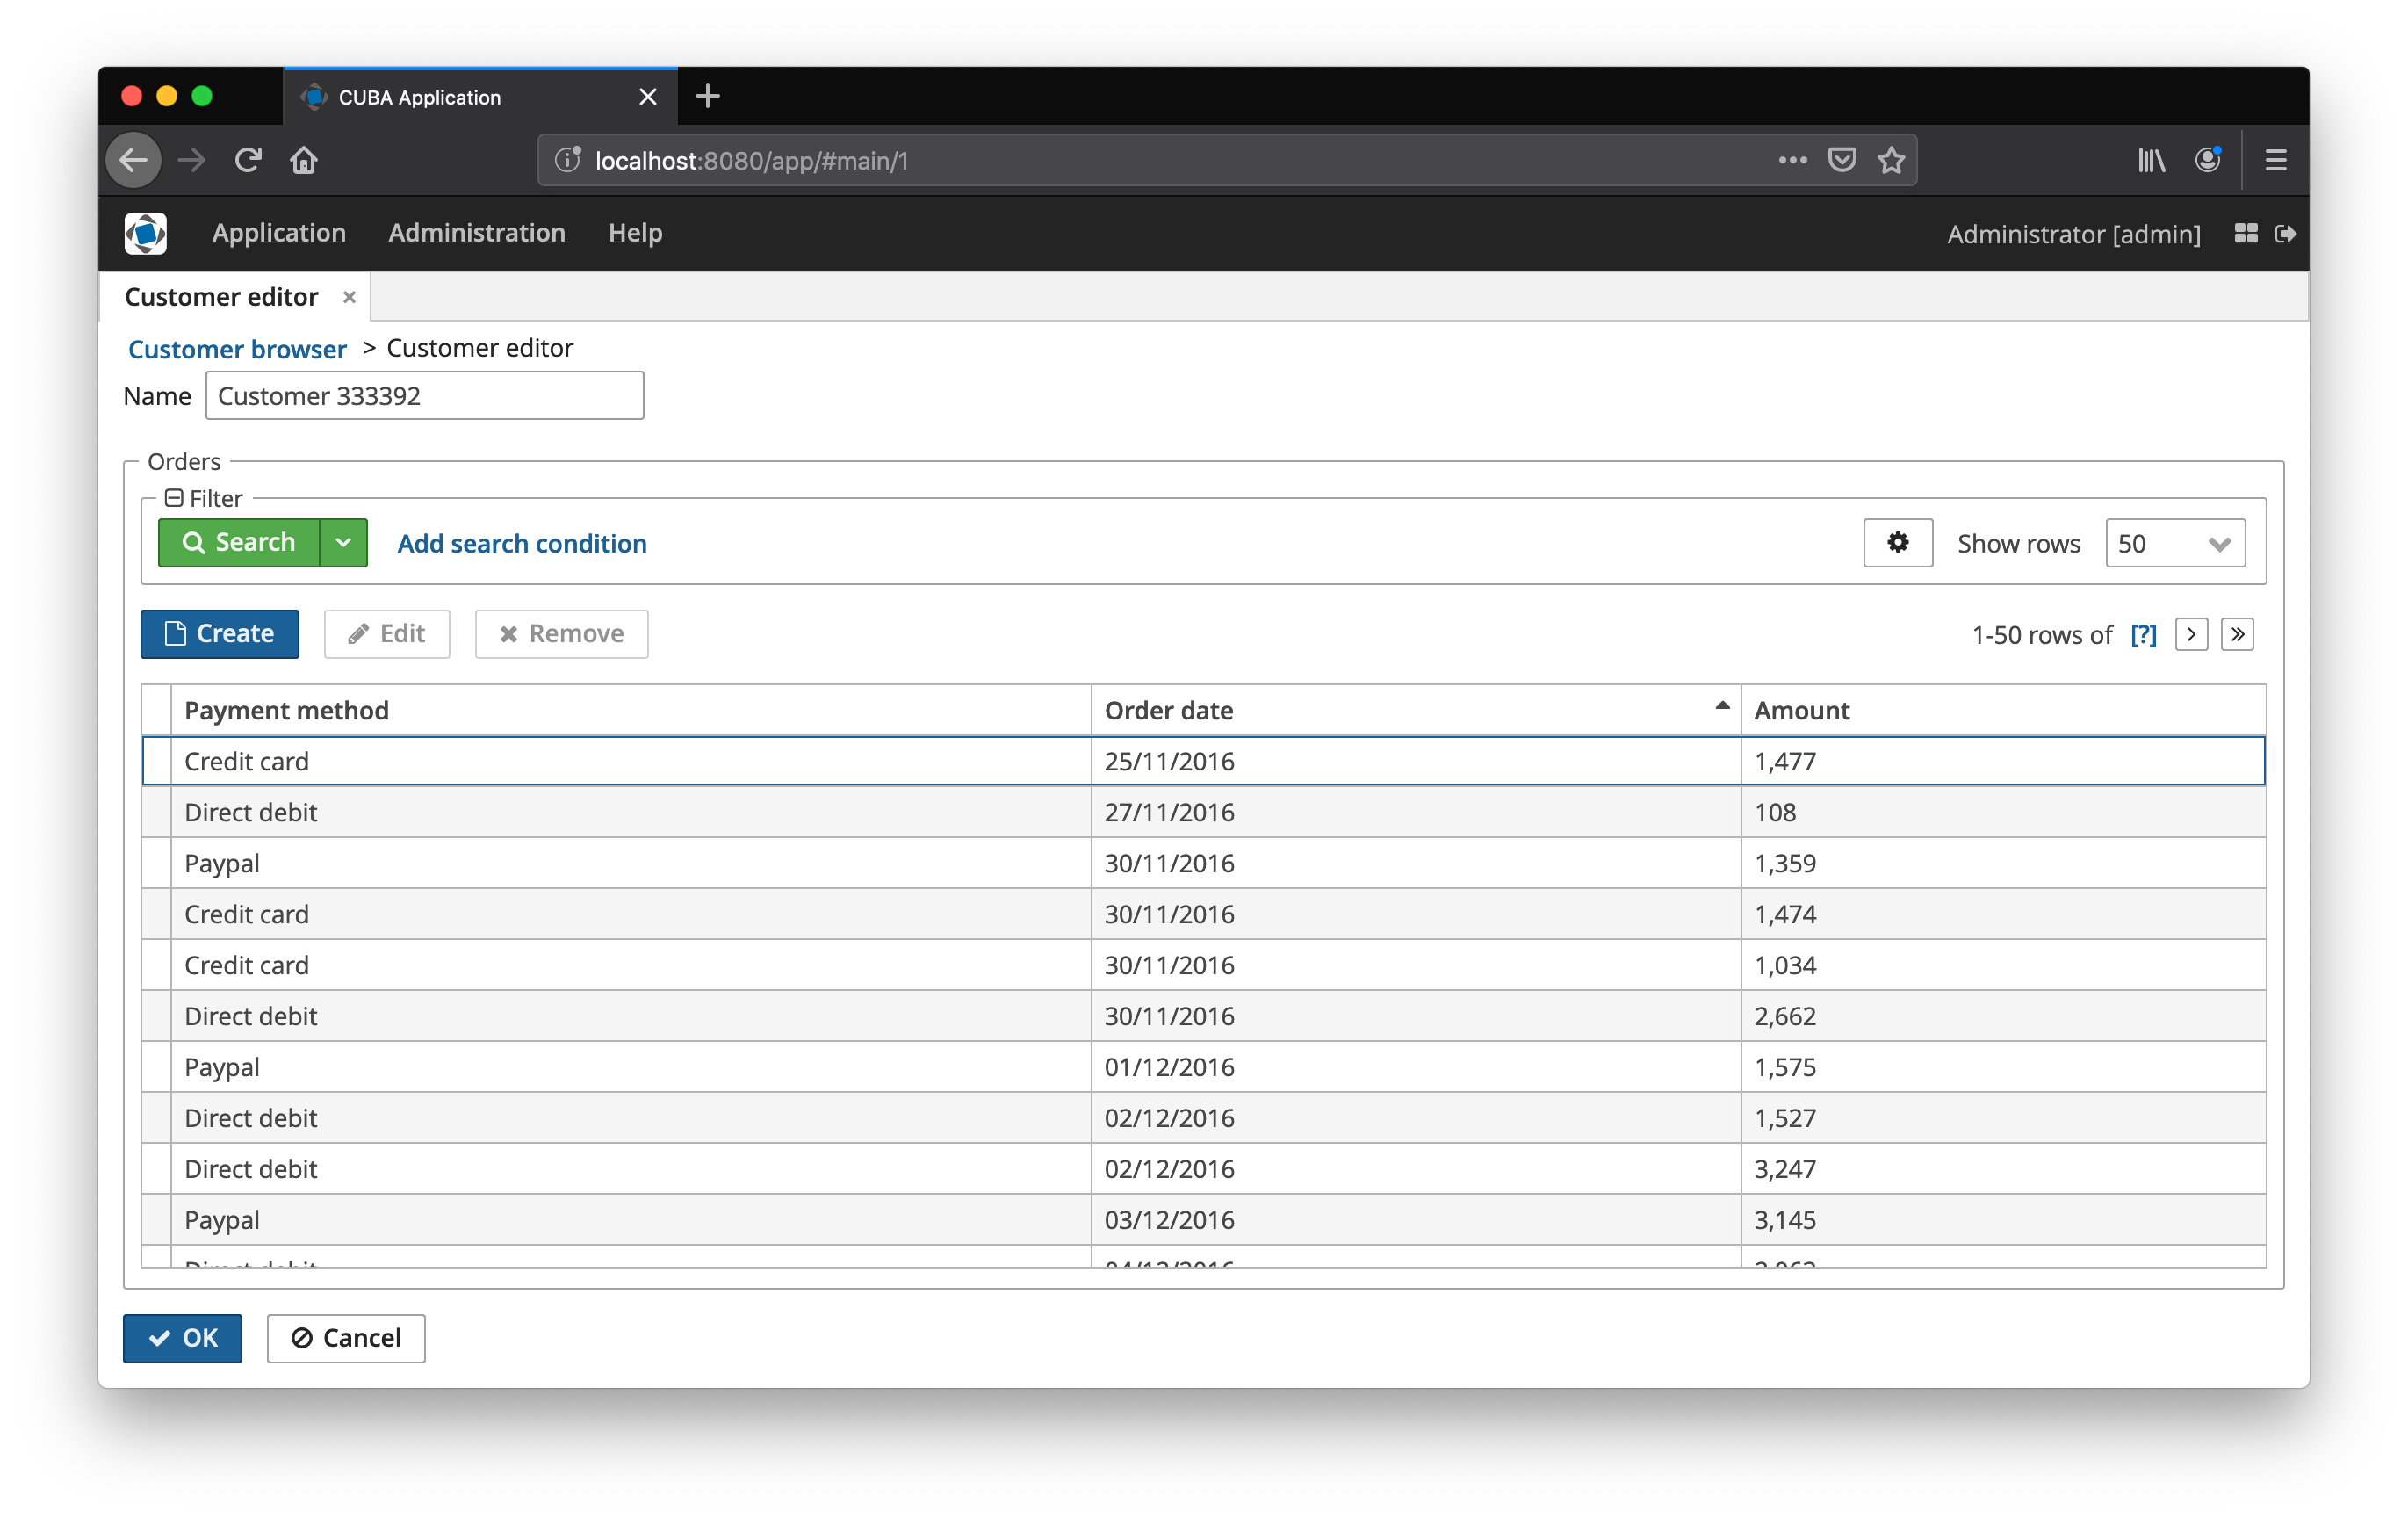 CUBA Application
localhost:8080/app/#main/1
Application Administration Help Administrator [admin]
Customer editor
Customer browser > Customer editor
Name Customer 333392
Orders
Filter
Search Add search condition Show rows 50
Create Edit Remove 1-50 rows of [?]
Payment method Order date Amount
Credit card 25/11/2016 1,477
Direct debit 27/11/2016 108
Paypal 30/11/2016 1,359
Credit card 30/11/2016 1,474
Credit card 30/11/2016 1,034
Direct debit 30/11/2016 2,662
Paypal 01/12/2016 1,575
Direct debit 02/12/2016 1,527
Direct debit 02/12/2016 3,247
Paypal 03/12/2016 3,145
Direct debit 04/12/2016
OK Cancel